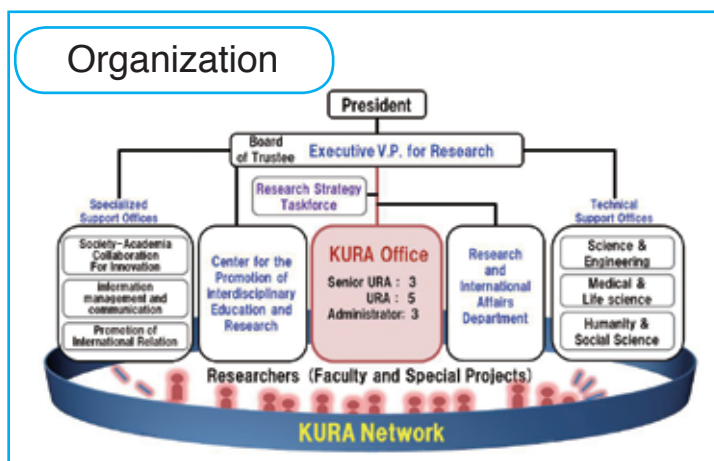 Organization
President
Board
of Trustee
Executive V.P. for Research
Research Strategy
Taskforce
Specialized
Support Offices
Technical
Support Offices
Society-Academia
Collaboration
For Innovation
Information
management and
communication
Promotion of
International Relation
Center for the
Promotion of
Interdisciplinary
Education and
Research
KURA Office
Senior URA : 3
URA : 5
Administrator: 3
Research
and
International
Affairs
Department
Science &
Engineering
Medical &
Life science
Humanity &
Social Science
Researchers (Faculty and Special Projects)
KURA Network